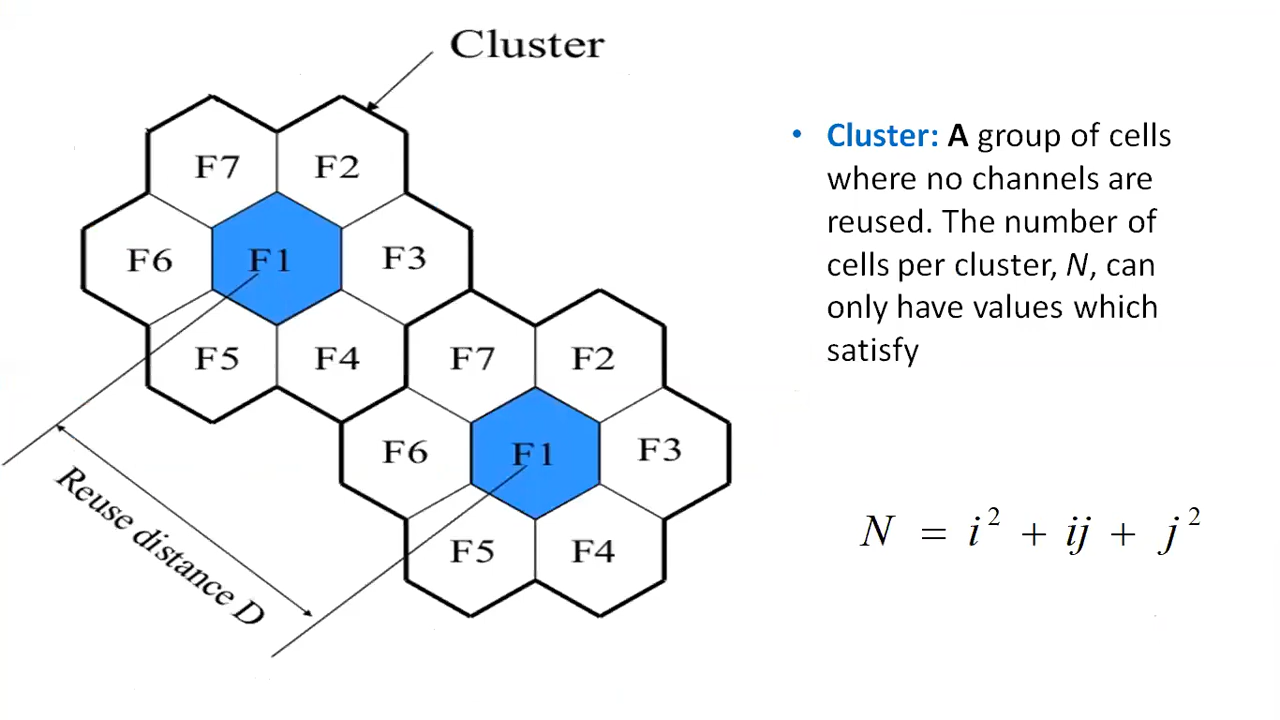 Cluster
F7 F2
F6 F1 F3
F5 F4 F7 F2
F6 F1 F3
F5 F4
Reuse distance D
• Cluster: A group of cells
where no channels are
reused. The number of
cells per cluster, N, can
only have values which
satisfy
N = i² + ij + j²